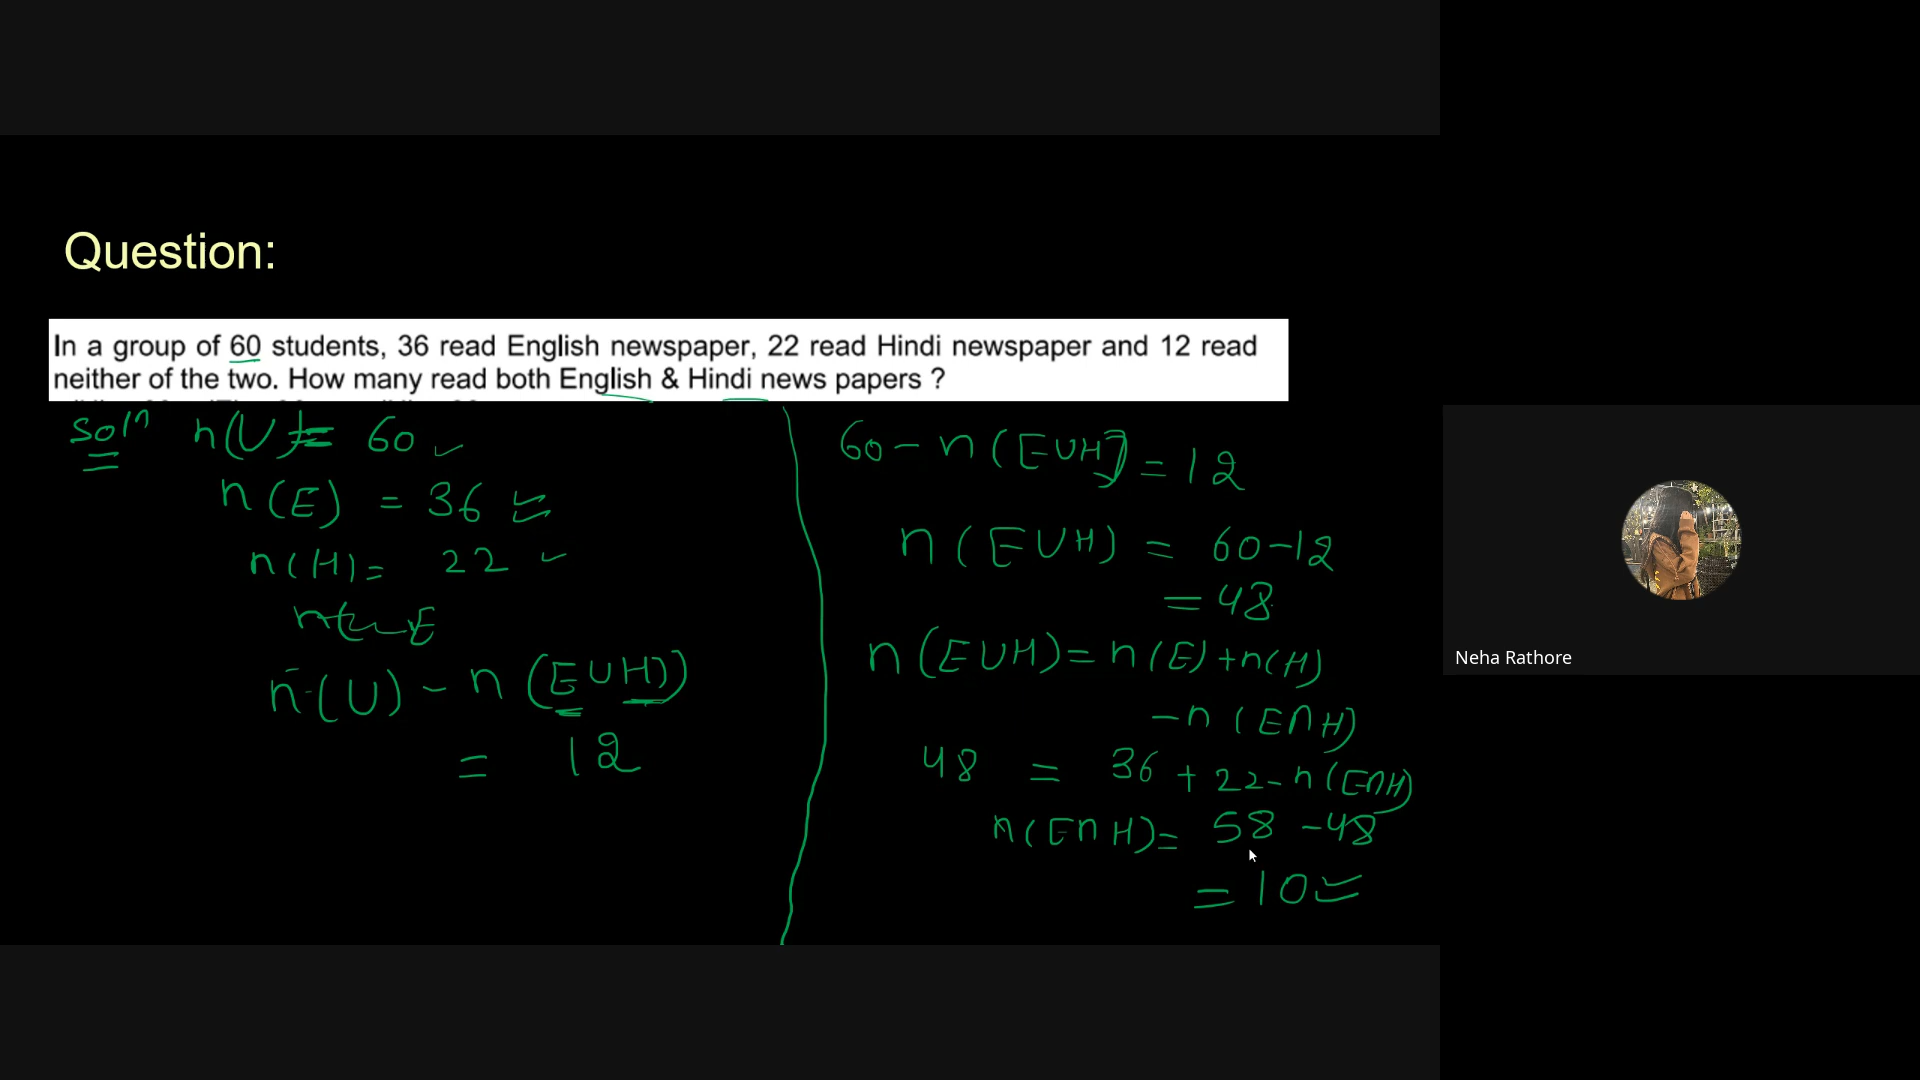 Question:
In a group of 60 students, 36 read English newspaper, 22 read Hindi newspaper and 12 read
neither of the two. How many read both English & Hindi news papers ?
Soln n(U) = 60
n(E) = 36
n(H) = 22
n(U) - n(E∪H))
= 12
60 - n(E∪H) = 12
n(E∪H) = 60-12
= 48
n(E∪H) = n(E) + n(H)
- n(E∩H)
48 = 36 + 22 - n(E∩H)
n(E∩H) = 58 - 48
= 10
Neha Rathore